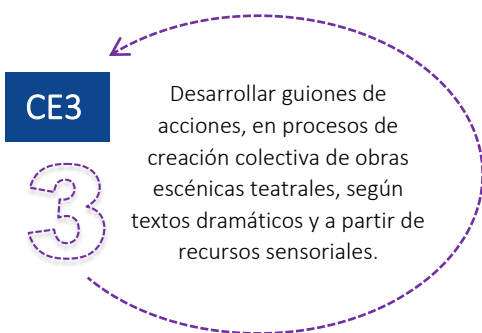 CE3
3
Desarrollar guiones de
acciones, en procesos de
creación colectiva de obras
escénicas teatrales, según
textos dramáticos y a partir de
recursos sensoriales.